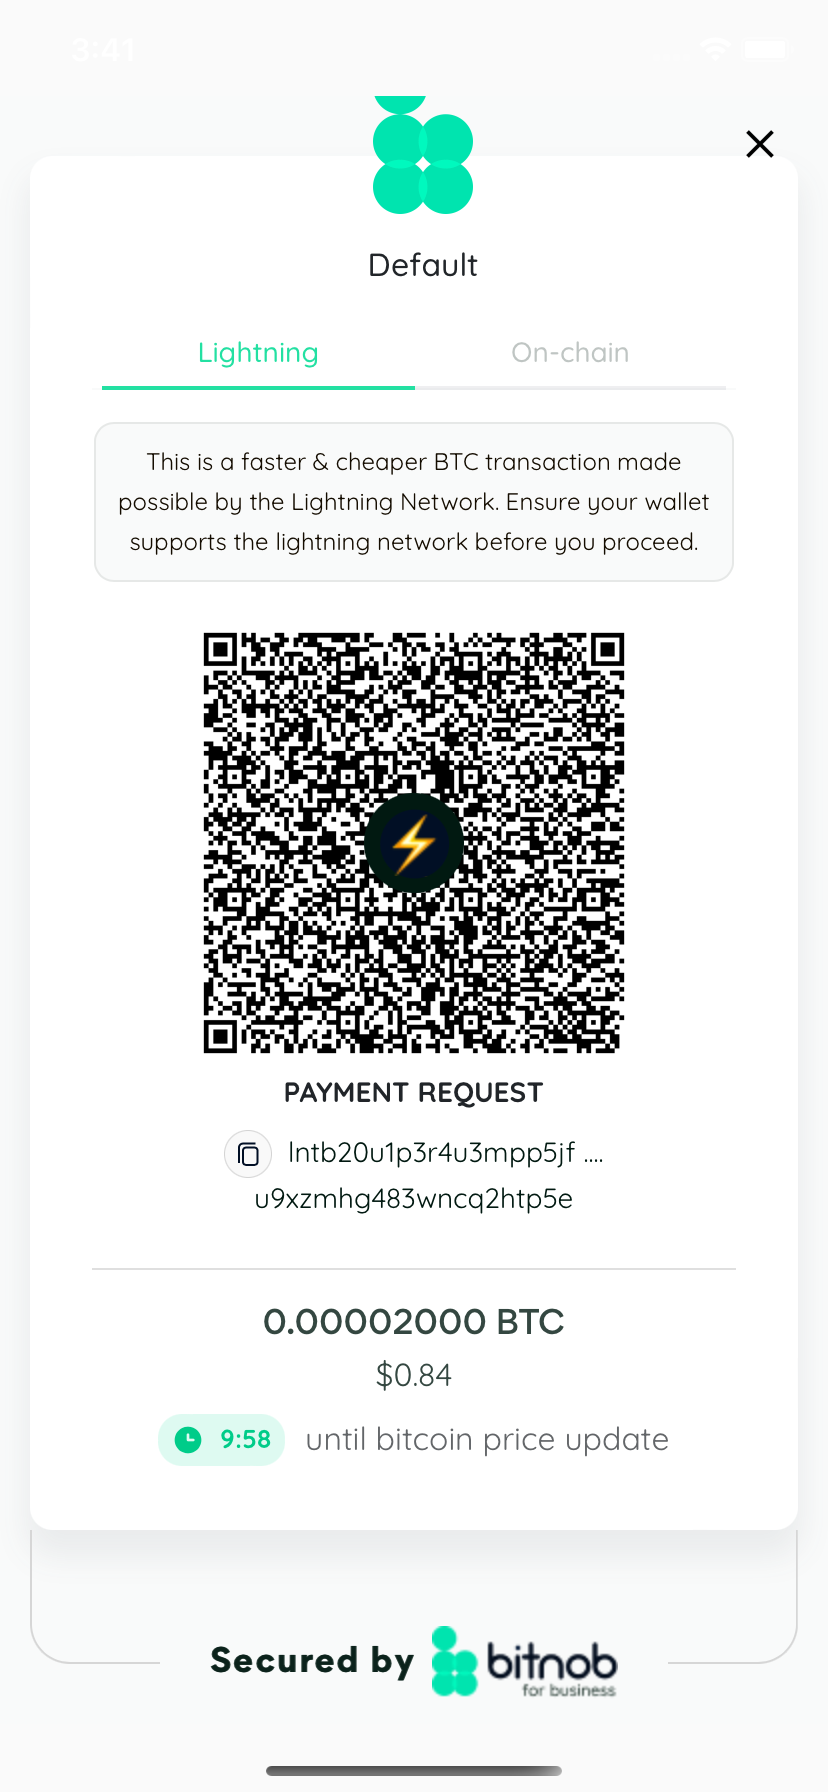 3:41
Default
Lightning On-chain
This is a faster & cheaper BTC transaction made
possible by the Lightning Network. Ensure your wallet
supports the lightning network before you proceed.
PAYMENT REQUEST
lntb20u1p3r4u3mpp5jf ....
u9xzmhg483wncq2htp5e
0.00002000 BTC
$0.84
9:58 until bitcoin price update
Secured by bitnob
for business